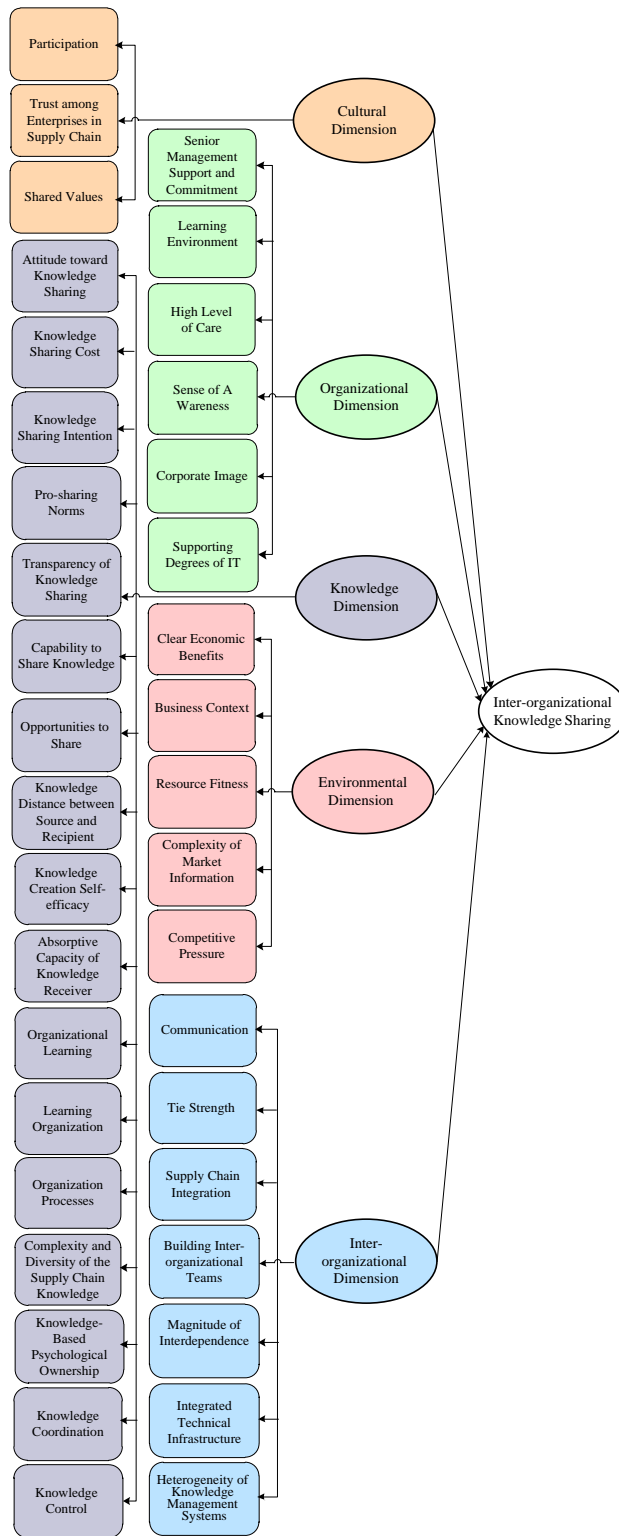 Participation
Trust among
Enterprises in
Supply Chain
Shared Values
Attitude toward
Knowledge
Sharing
Knowledge
Sharing Cost
Knowledge
Sharing Intention
Pro-sharing
Norms
Transparency of
Knowledge
Sharing
Capability to
Share Knowledge
Opportunities to
Share
Knowledge
Distance between
Source and
Recipient
Knowledge
Creation Self-
efficacy
Absorptive
Capacity of
Knowledge
Receiver
Organizational
Learning
Learning
Organization
Organization
Processes
Complexity and
Diversity of the
Supply Chain
Knowledge
Knowledge-
Based
Psychological
Ownership
Knowledge
Coordination
Knowledge
Control
Senior
Management
Support and
Commitment
Learning
Environment
High Level
of Care
Sense of A
Wareness
Corporate Image
Supporting
Degrees of IT
Clear Economic
Benefits
Business Context
Resource Fitness
Complexity of
Market
Information
Competitive
Pressure
Communication
Tie Strength
Supply Chain
Integration
Building Inter-
organizational
Teams
Magnitude of
Interdependence
Integrated
Technical
Infrastructure
Heterogeneity of
Knowledge
Management
Systems
Cultural
Dimension
Organizational
Dimension
Knowledge
Dimension
Environmental
Dimension
Inter-
organizational
Dimension
Inter-organizational
Knowledge Sharing